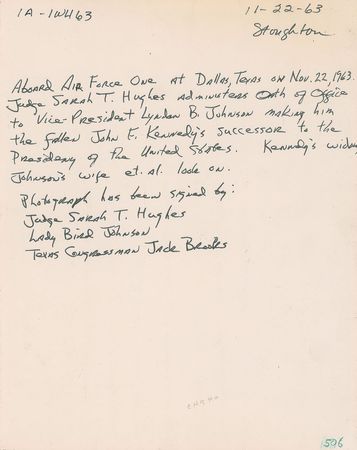 1A-1W463
11-22-63
Stoughton
Aboard Air Force One at Dallas, Texas on Nov. 22, 1963.
Judge Sarah T. Hughes adminuters Oath of Office
to Vice-President Lyndon B. Johnson making him
the fallen John F. Kennedy's successor to the
Presidency of the United States. Kennedy's widow
Johnson's wife et. al. look on.
Photograph has been signed by:
Judge Sarah T. Hughes
Lady Bird Johnson
Texas Congressman Jack Brooks
1596